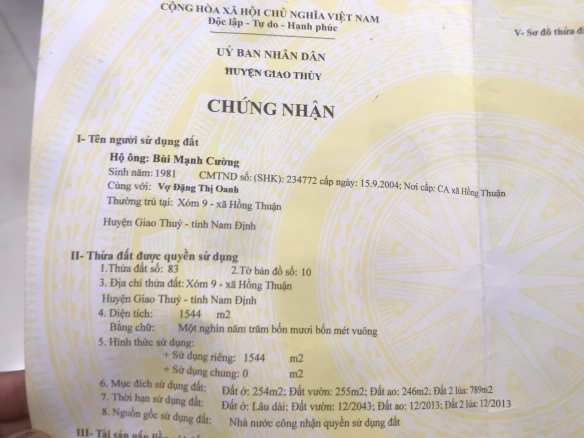 CỘNG HÒA XÃ HỘI CHỦ NGHĨA VIỆT NAM
Độc lập - Tự do - Hạnh phúc
V- Sơ đồ thửa đ
UỶ BAN NHÂN DÂN
HUYỆN GIAO THỦY
CHỨNG NHẬN
I- Tên người sử dụng đất
Hộ ông: Bùi Mạnh Cường
Sinh năm: 1981 CMTND số: (SHK): 234772 cấp ngày: 15.9.2004; Nơi cấp: CA xã Hồng Thuận
Cùng với: Vợ Đặng Thị Oanh
Thường trú tại: Xóm 9 - xã Hồng Thuận
Huyện Giao Thuỷ - tỉnh Nam Định
II- Thửa đất được quyền sử dụng
1.Thửa đất số: 83 2.Tờ bản đồ số: 10
3. Địa chỉ thửa đất: Xóm 9 - xã Hồng Thuận
Huyện Giao Thuỷ - tỉnh Nam Định
4. Diện tích: 1544 m2
Bằng chữ: Một nghìn năm trăm bốn mươi bốn mét vuông
5. Hình thức sử dụng:
+ Sử dụng riêng: 1544 m2
+ Sử dụng chung: 0 m2
6. Mục đích sử dụng đất: Đất ở: 254m2; Đất vườn: 255m2; Đất ao: 246m2; Đất 2 lúa: 789m2
7. Thời hạn sử dụng đất: Đất ở: Lâu dài; Đất vườn: 12/2043; Đất ao: 12/2013; Đất 2 lúa: 12/2013
8. Nguồn gốc sử dụng đất: Nhà nước công nhận quyền sử dụng đất
III- Tài sản gắn liền